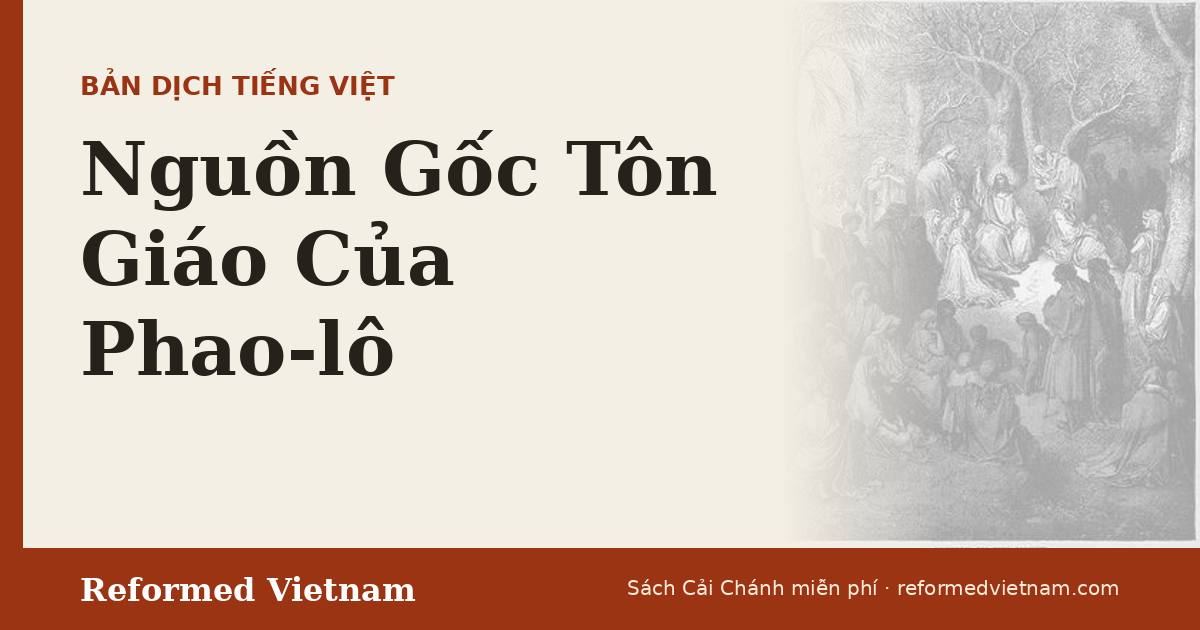 BẢN DỊCH TIẾNG VIỆT
Nguồn Gốc Tôn
Giáo Của
Phao-lô
Reformed Vietnam
Sách Cải Chánh miễn phí · reformedvietnam.com